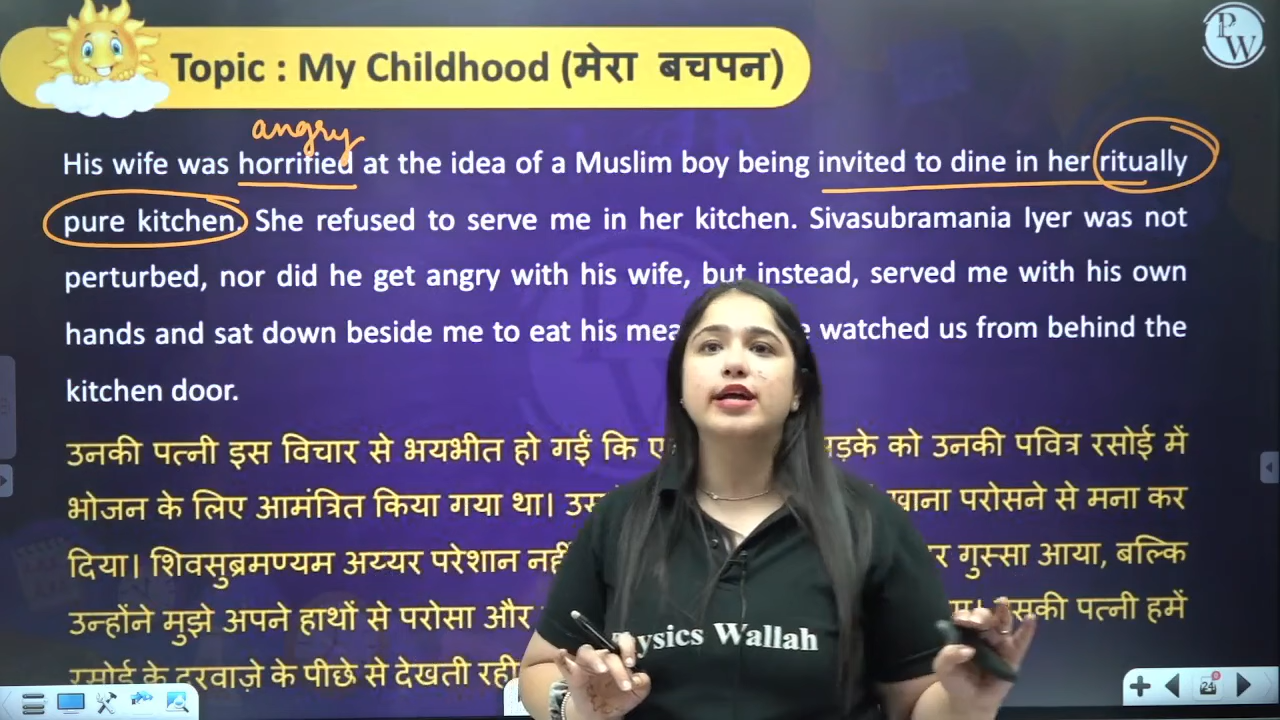 Topic : My Childhood (मेरा बचपन)
PW
angry
His wife was horrified at the idea of a Muslim boy being invited to dine in her ritually
pure kitchen. She refused to serve me in her kitchen. Sivasubramania Iyer was not
perturbed, nor did he get angry with his wife, but instead, served me with his own
hands and sat down beside me to eat his watched us from behind the
kitchen door.
उनकी पत्नी इस विचार से भयभीत हो गईं कि को उनकी पवित्र रसोई में
भोजन के लिए आमंत्रित किया गया था। खाना परोसने से मना कर
दिया। शिवसुब्रमण्यम अय्यर परेशान गुस्सा आया, बल्कि
उन्होंने मुझे अपने हाथों से परोसा और पत्नी हमें
रसोई के दरवाज़े के पीछे से देखती रही
Wallah
24